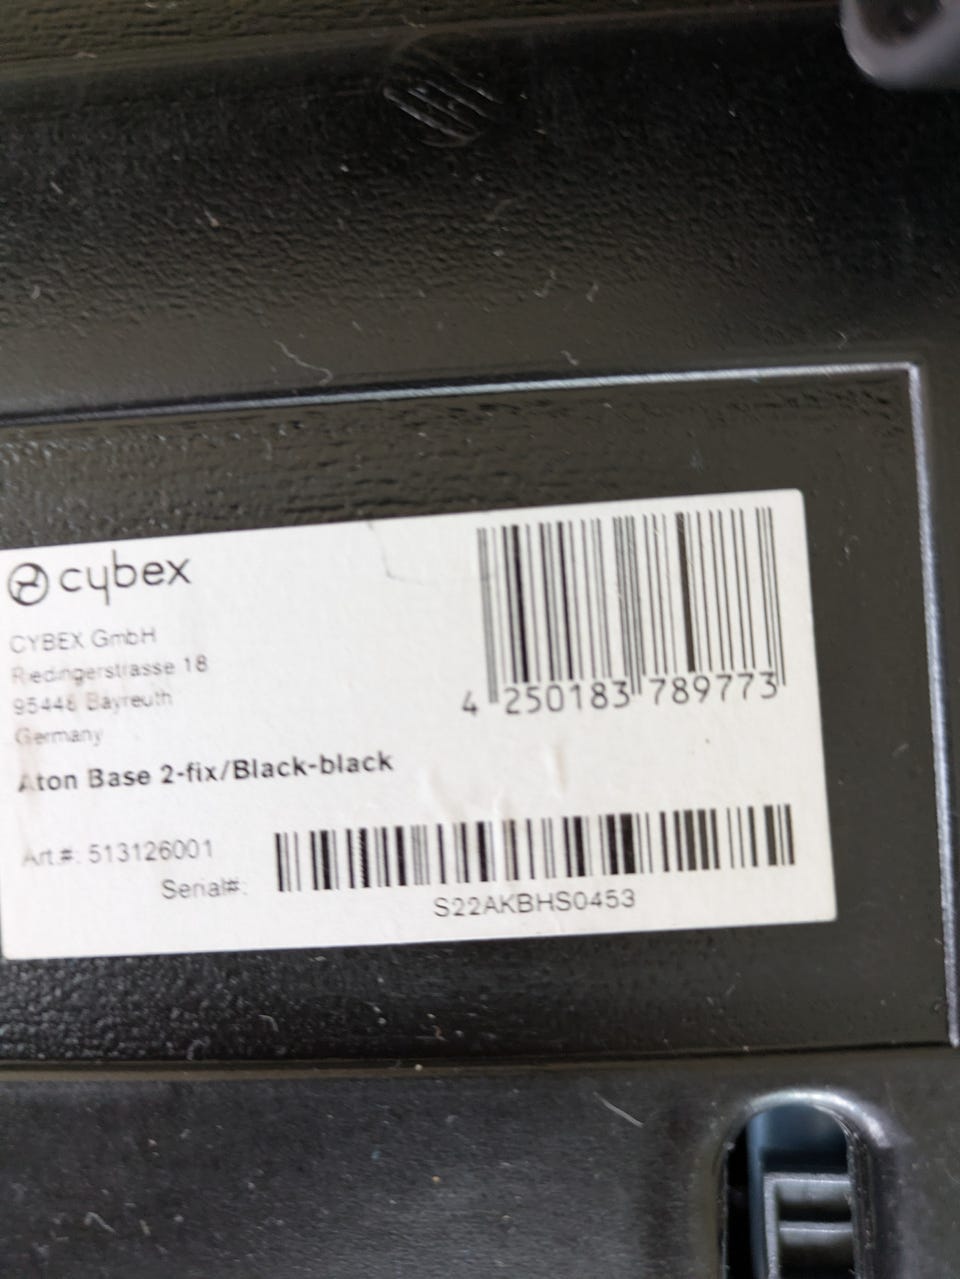 cybex
CYBEX GmbH
Riedingerstrasse 18
95448 Bayreuth
Germany
Aton Base 2-fix/Black-black
Art.#: 513126001
Serial#:
4 250183 789773
S22AKBHS0453